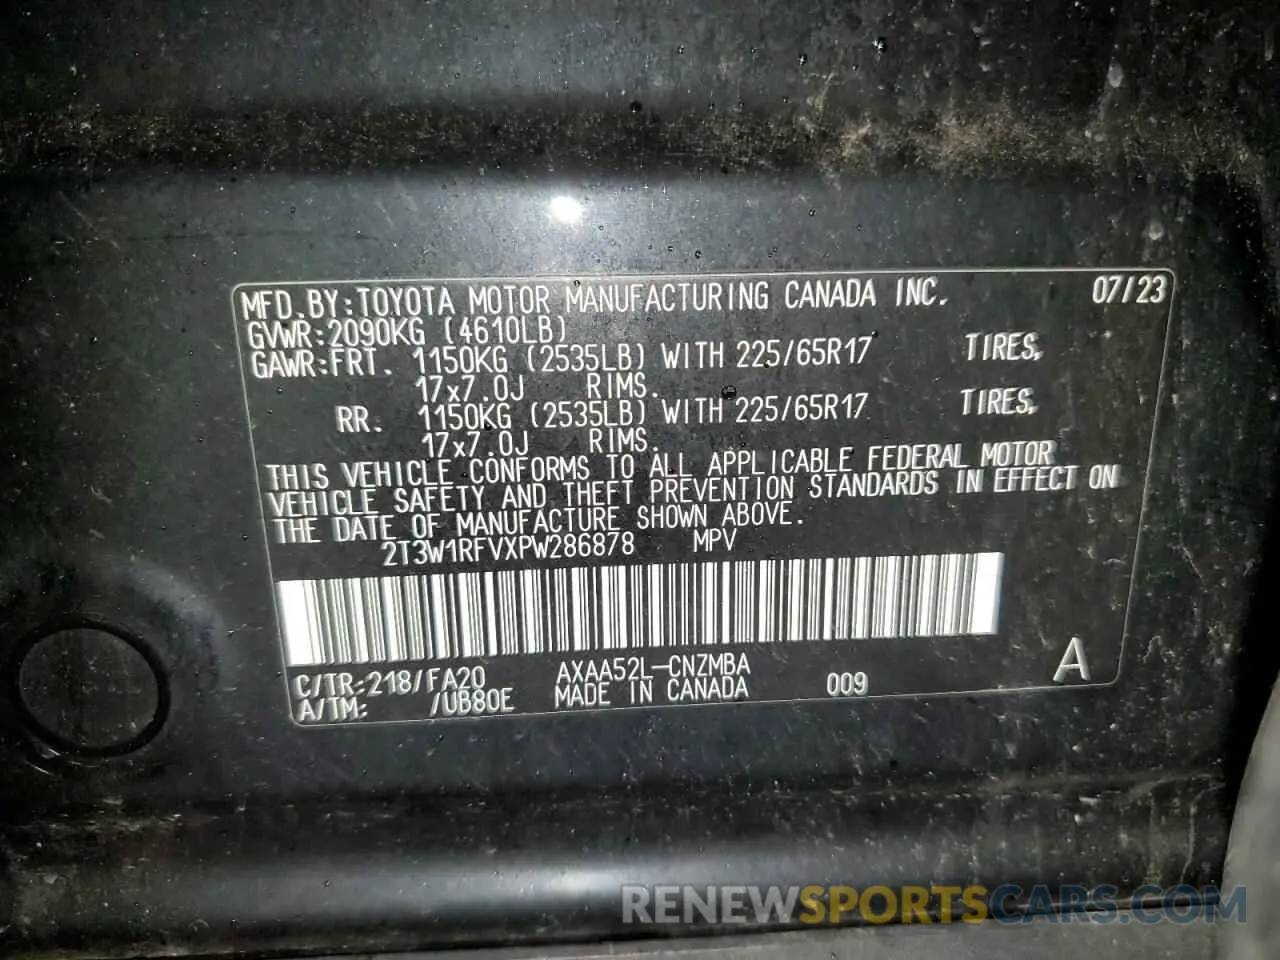 MFD.BY:TOYOTA MOTOR MANUFACTURING CANADA INC. 07/23
GVWR:2090KG (4610LB)
GAWR:FRT. 1150KG (2535LB) WITH 225/65R17 TIRES,
17x7.0J RIMS.
RR. 1150KG (2535LB) WITH 225/65R17 TIRES,
17x7.0J RIMS.
THIS VEHICLE CONFORMS TO ALL APPLICABLE FEDERAL MOTOR
VEHICLE SAFETY AND THEFT PREVENTION STANDARDS IN EFFECT ON
THE DATE OF MANUFACTURE SHOWN ABOVE.
2T3W1RFVXPW286878 MPV
C/TR:218/FA20 AXAA52L-CNZMBA A
A/TM: /UB80E MADE IN CANADA 009
RENEWSPORTSCARS.COM